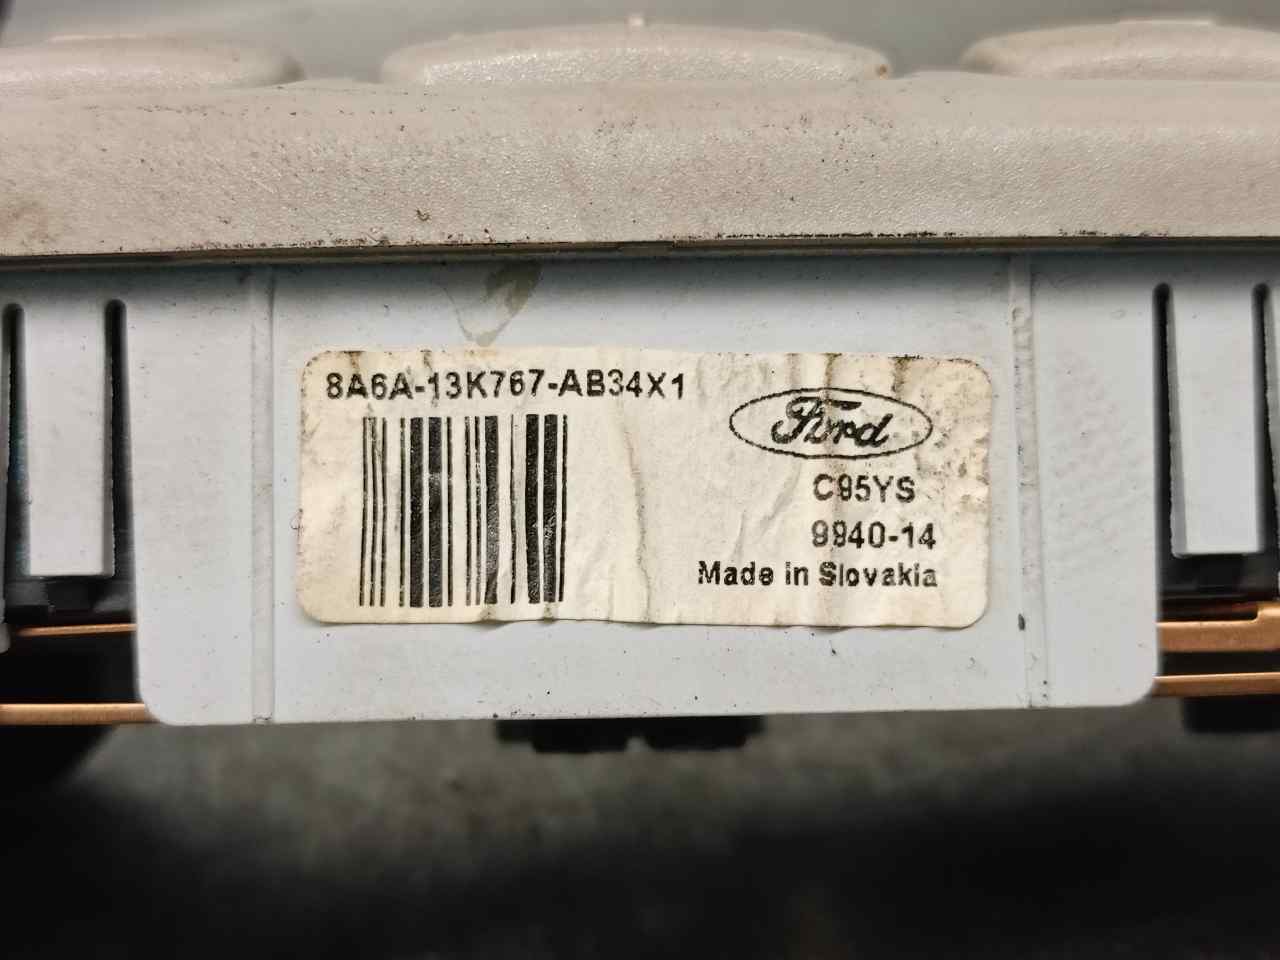 8A6A-13K767-AB34X1
Ford
C95YS
9940-14
Made in Slovakia